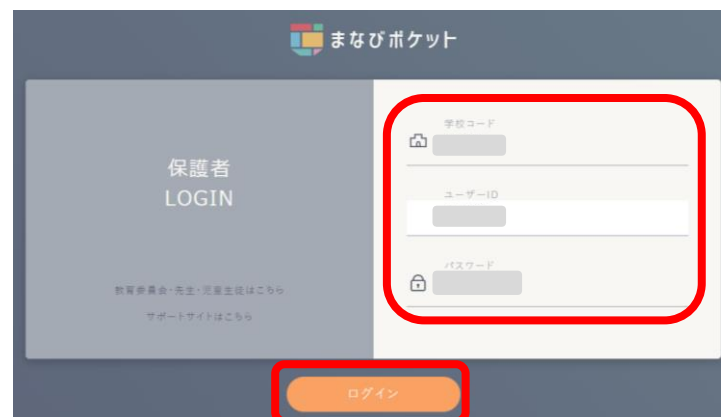 まなびポケット
保護者
LOGIN
教育委員会・先生・児童生徒はこちら
サポートサイトはこちら
学校コード
ユーザーID
パスワード
ログイン